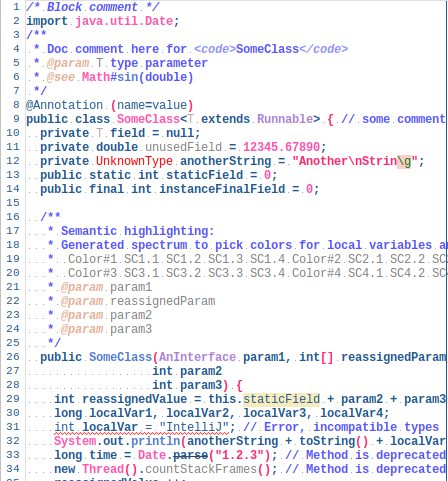 1 /* Block comment */
2 import java.util.Date;
3 /**
4  * Doc comment here for <code>SomeClass</code>
5  * @param T type parameter
6  * @see Math#sin(double)
7  */
8 @Annotation (name=value)
9 public class SomeClass<T extends Runnable> { // some comment
10   private T field = null;
11   private double unusedField = 12345.67890;
12   private UnknownType anotherString = "Another\nStrin\g";
13   public static int staticField = 0;
14   public final int instanceFinalField = 0;
15
16   /**
17    * Semantic highlighting:
18    * Generated spectrum to pick colors for local variables a
19    *  Color#1 SC1.1 SC1.2 SC1.3 SC1.4 Color#2 SC2.1 SC2.2 SC
20    *  Color#3 SC3.1 SC3.2 SC3.3 SC3.4 Color#4 SC4.1 SC4.2 SC
21    * @param param1
22    * @param reassignedParam
23    * @param param2
24    * @param param3
25    */
26   public SomeClass(AnInterface param1, int[] reassignedParam
27                    int param2
28                    int param3) {
29     int reassignedValue = this.staticField + param2 + param3
30     long localVar1, localVar2, localVar3, localVar4;
31     int localVar = "IntelliJ"; // Error, incompatible types
32     System.out.println(anotherString + toString() + localVar
33     long time = Date.parse("1.2.3"); // Method is deprecated
34     new Thread().countStackFrames(); // Method is deprecated